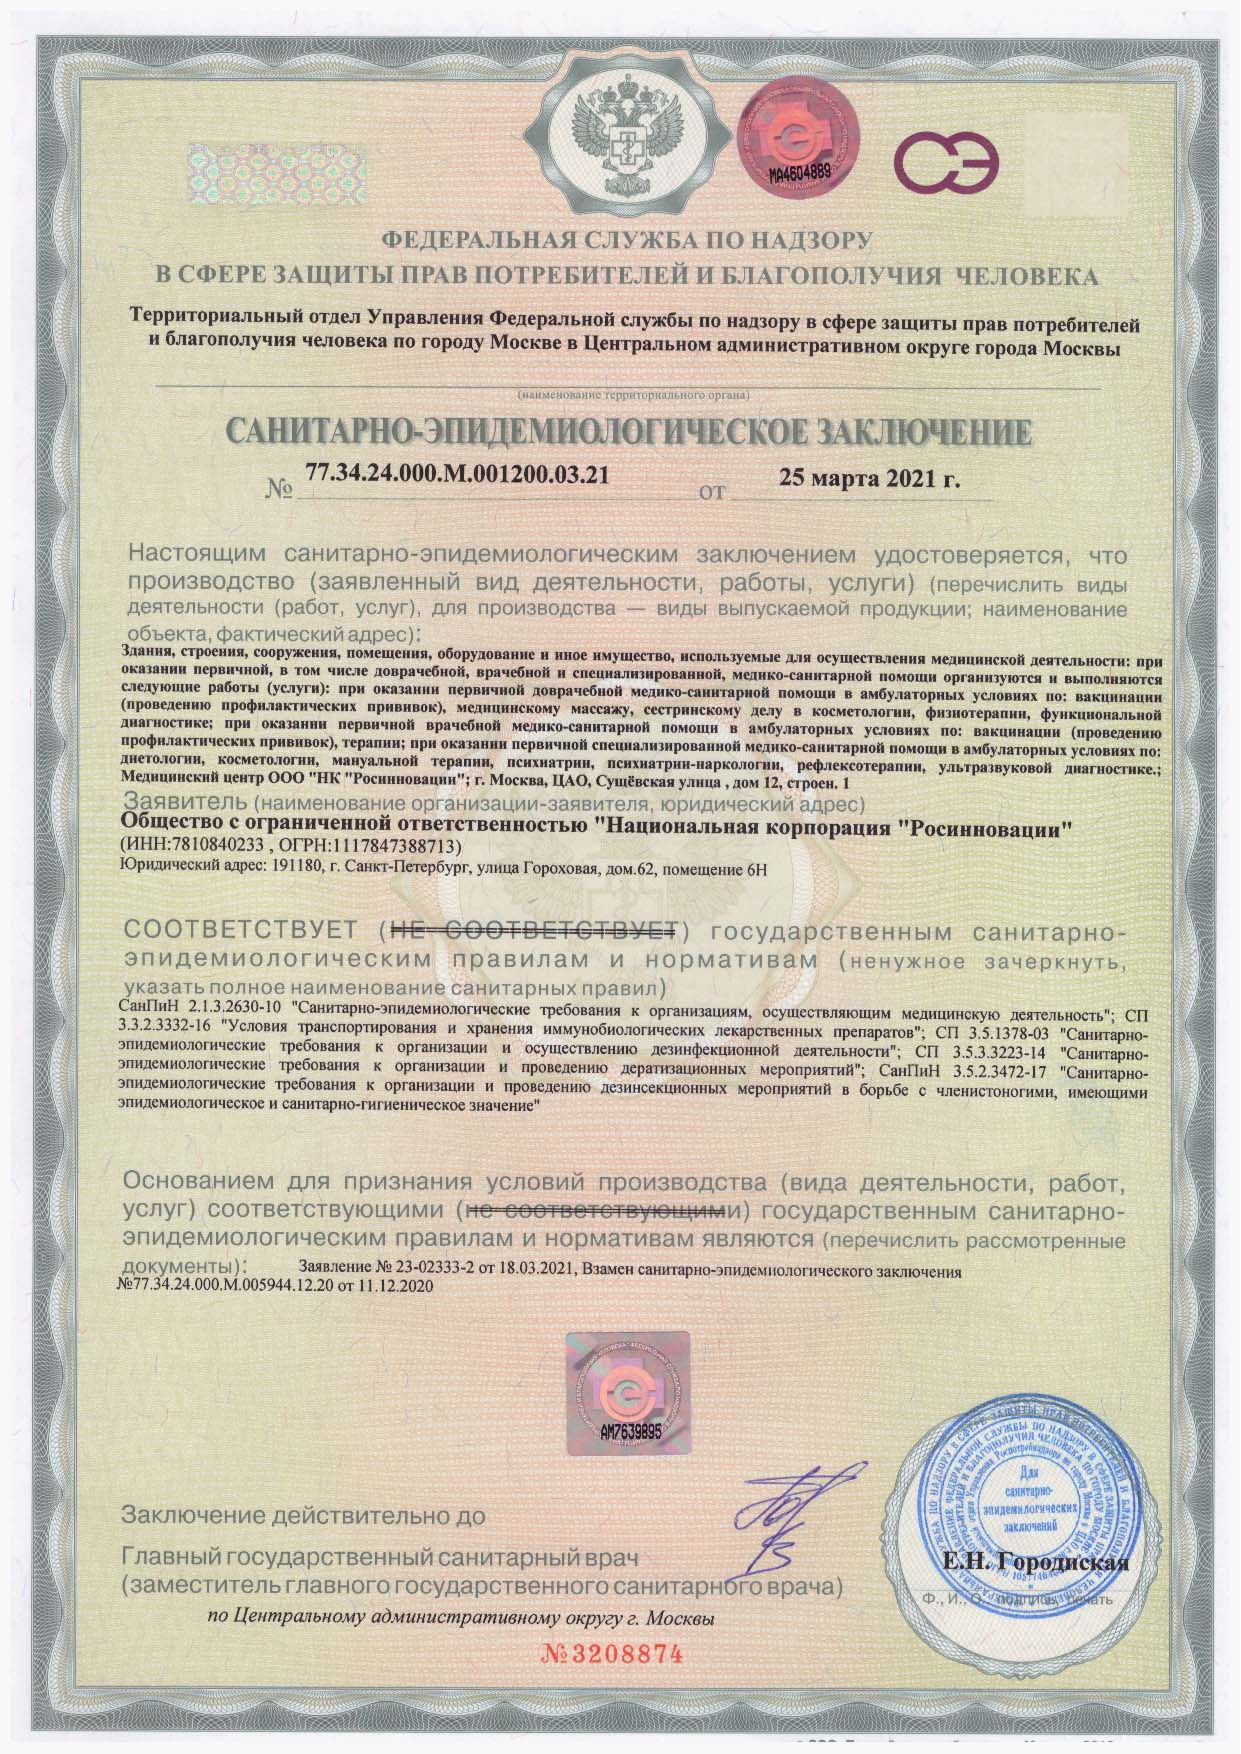 МА4604889
СЭ
ФЕДЕРАЛЬНАЯ СЛУЖБА ПО НАДЗОРУ
В СФЕРЕ ЗАЩИТЫ ПРАВ ПОТРЕБИТЕЛЕЙ И БЛАГОПОЛУЧИЯ ЧЕЛОВЕКА
Территориальный отдел Управления Федеральной службы по надзору в сфере защиты прав потребителей
и благополучия человека по городу Москве в Центральном административном округе города Москвы
(наименование территориального органа)
САНИТАРНО-ЭПИДЕМИОЛОГИЧЕСКОЕ ЗАКЛЮЧЕНИЕ
№ 77.34.24.000.М.001200.03.21 от 25 марта 2021 г.
Настоящим санитарно-эпидемиологическим заключением удостоверяется, что
производство (заявленный вид деятельности, работы, услуги) (перечислить виды
деятельности (работ, услуг), для производства — виды выпускаемой продукции; наименование
объекта, фактический адрес):
Здания, строения, сооружения, помещения, оборудование и иное имущество, используемые для осуществления медицинской деятельности: при
оказании первичной, в том числе доврачебной, врачебной и специализированной, медико-санитарной помощи организуются и выполняются
следующие работы (услуги): при оказании первичной доврачебной медико-санитарной помощи в амбулаторных условиях по: вакцинации
(проведению профилактических прививок), медицинскому массажу, сестринскому делу в косметологии, физиотерапии, функциональной
диагностике; при оказании первичной врачебной медико-санитарной помощи в амбулаторных условиях по: вакцинации (проведению
профилактических прививок), терапии; при оказании первичной специализированной медико-санитарной помощи в амбулаторных условиях по:
диетологии, косметологии, мануальной терапии, психиатрии, психиатрии-наркологии, рефлексотерапии, ультразвуковой диагностике.;
Медицинский центр ООО "НК "Росинновации"; г. Москва, ЦАО, Сущёвская улица , дом 12, строен. 1
Заявитель (наименование организации-заявителя, юридический адрес)
Общество с ограниченной ответственностью "Национальная корпорация "Росинновации"
(ИНН:7810840233 , ОГРН:1117847388713)
Юридический адрес: 191180, г. Санкт-Петербург, улица Гороховая, дом.62, помещение 6Н
СООТВЕТСТВУЕТ (НЕ СООТВЕТСТВУЕТ) государственным санитарно-
эпидемиологическим правилам и нормативам (ненужное зачеркнуть,
указать полное наименование санитарных правил)
СанПиН 2.1.3.2630-10 "Санитарно-эпидемиологические требования к организациям, осуществляющим медицинскую деятельность"; СП
3.3.2.3332-16 "Условия транспортирования и хранения иммунобиологических лекарственных препаратов"; СП 3.5.1378-03 "Санитарно-
эпидемиологические требования к организации и осуществлению дезинфекционной деятельности"; СП 3.5.3.3223-14 "Санитарно-
эпидемиологические требования к организации и проведению дератизационных мероприятий"; СанПиН 3.5.2.3472-17 "Санитарно-
эпидемиологические требования к организации и проведению дезинсекционных мероприятий в борьбе с членистоногими, имеющими
эпидемиологическое и санитарно-гигиеническое значение"
Основанием для признания условий производства (вида деятельности, работ,
услуг) соответствующими (не соответствующими) государственным санитарно-
эпидемиологическим правилам и нормативам являются (перечислить рассмотренные
документы): Заявление № 23-02333-2 от 18.03.2021, Взамен санитарно-эпидемиологического заключения
№77.34.24.000.М.005944.12.20 от 11.12.2020
АМ7639895
Заключение действительно до
Главный государственный санитарный врач
(заместитель главного государственного санитарного врача)
по Центральному административному округу г. Москвы
Для
санитарно-
эпидемиологических
заключений
Е.Н. Городиская
Ф., И., О., подпись, печать
№3208874